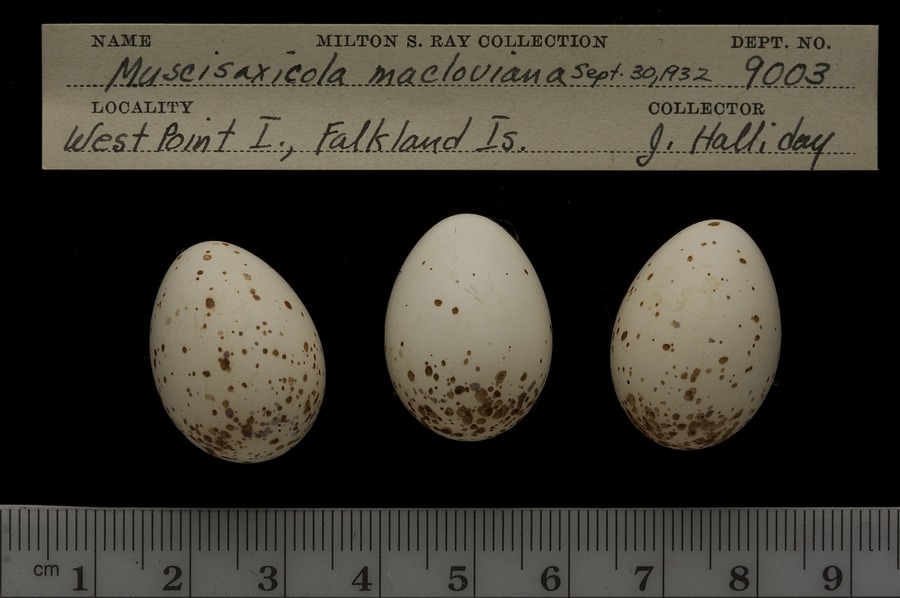 NAME MILTON S. RAY COLLECTION DEPT. NO.
Muscisaxicola macloviana Sept. 30, 1932 9003
LOCALITY COLLECTOR
West Point I., Falkland Is. J. Halliday
cm 1 2 3 4 5 6 7 8 9